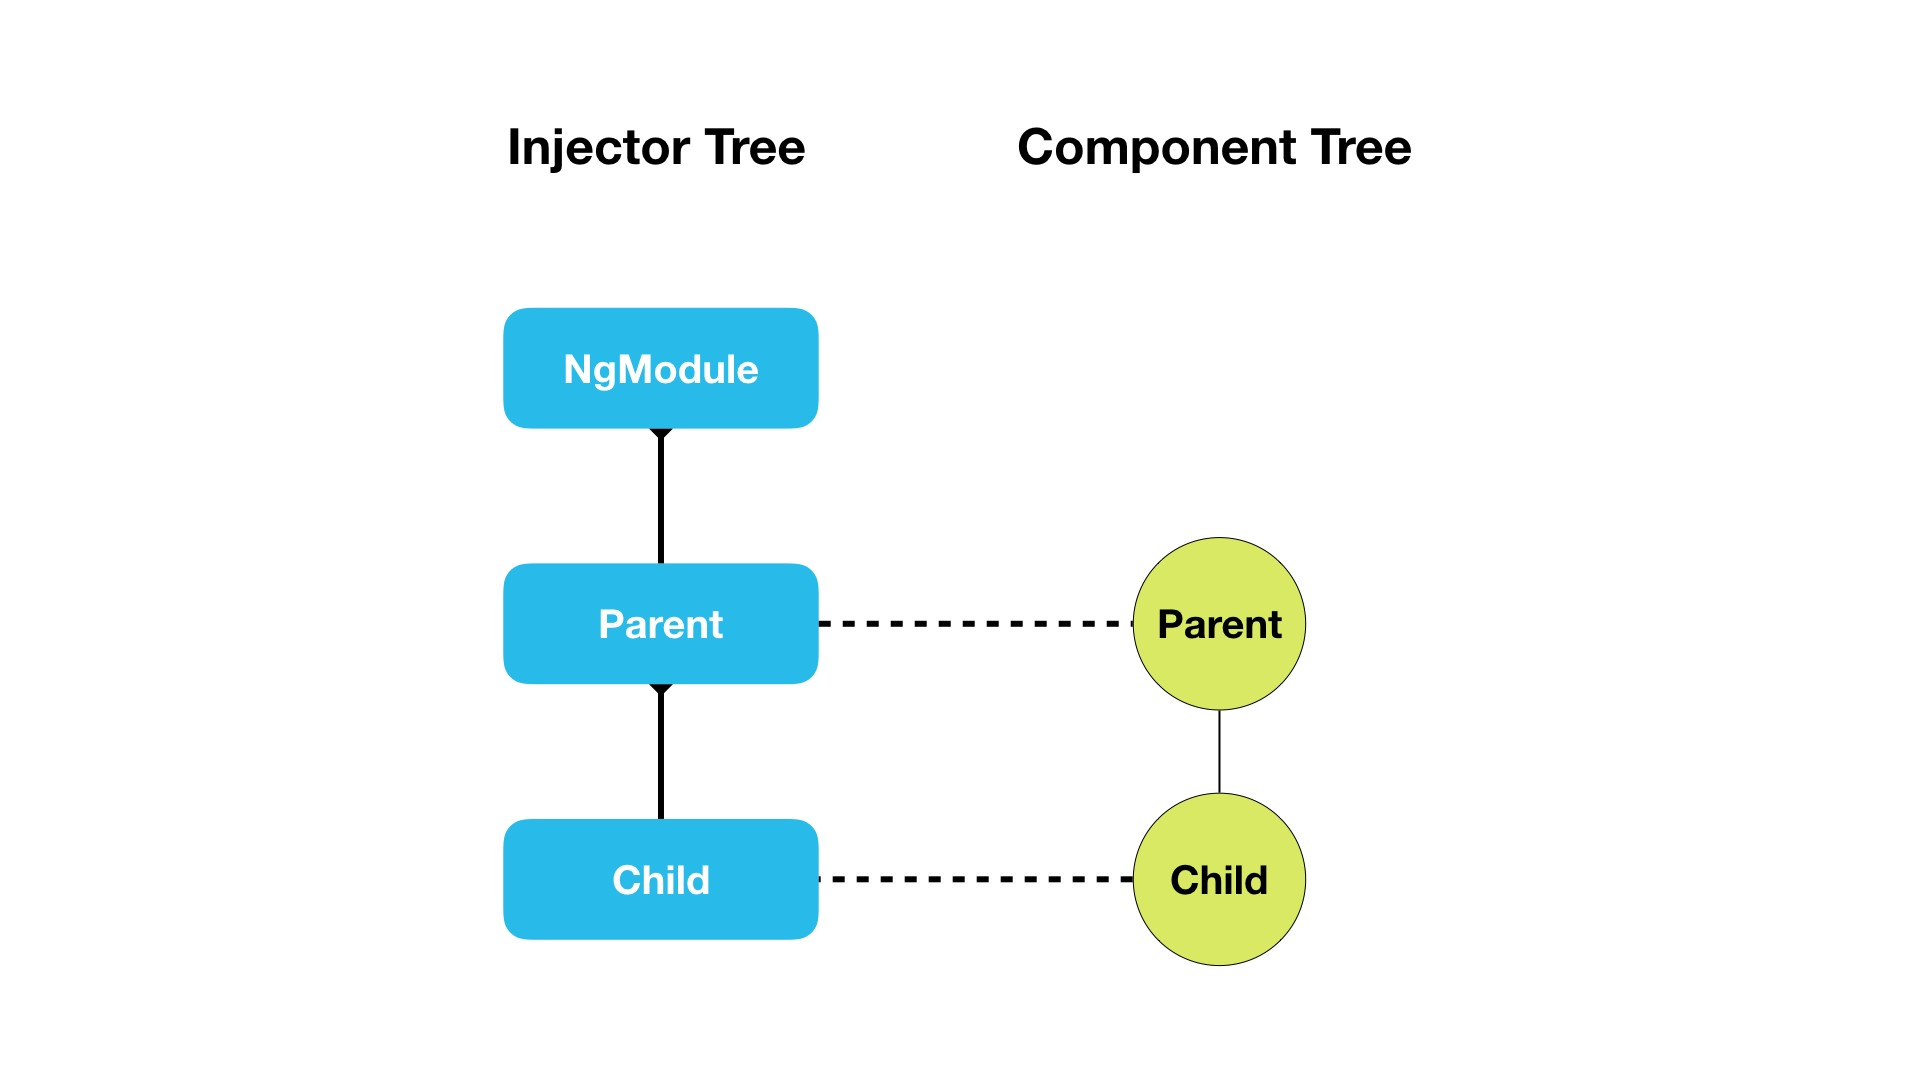 Injector Tree
Component Tree
NgModule
Parent
Parent
Child
Child